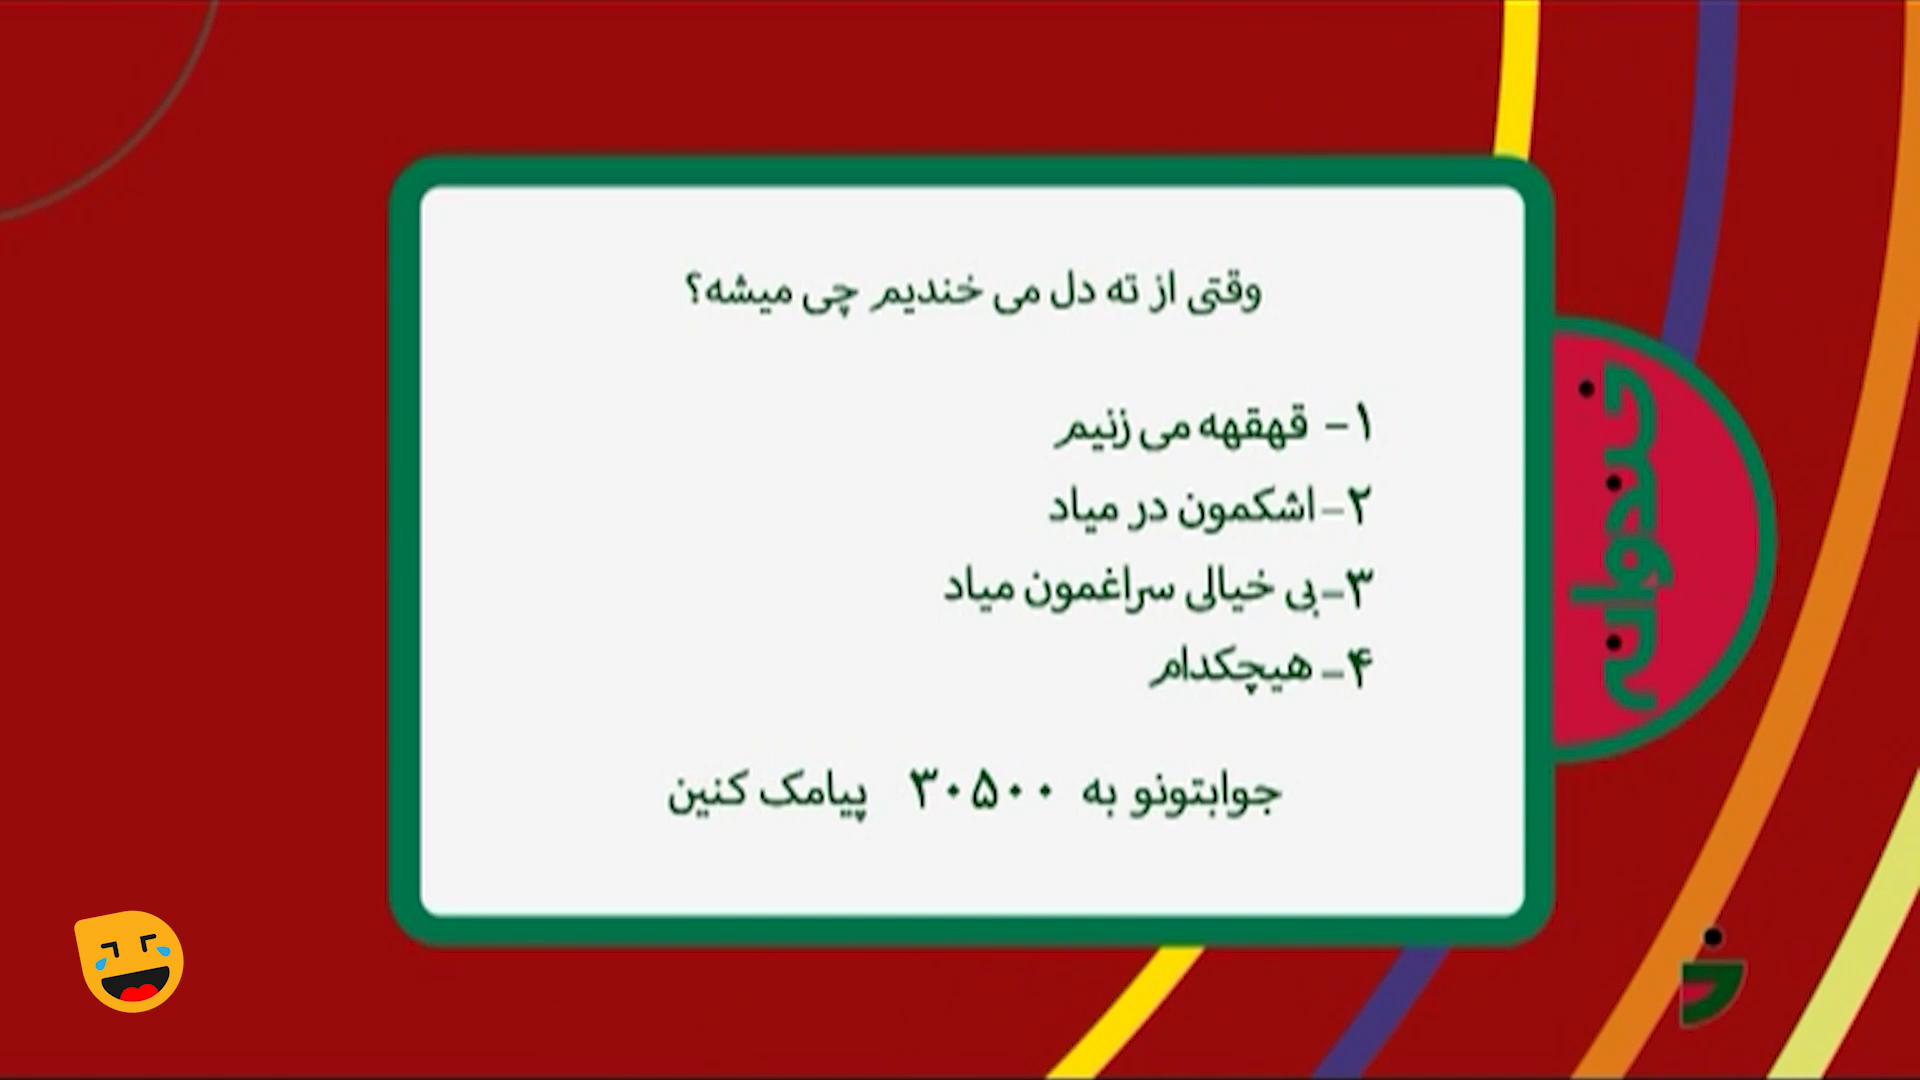 وقتی از ته دل می خندیم چی میشه؟
۱- قهقهه می زنیم
۲-اشکمون در میاد
۳-بی خیالی سراغمون میاد
۴- هیچکدام
جوابتونو به ۳۰۵۰۰ پیامک کنین
خندوانه